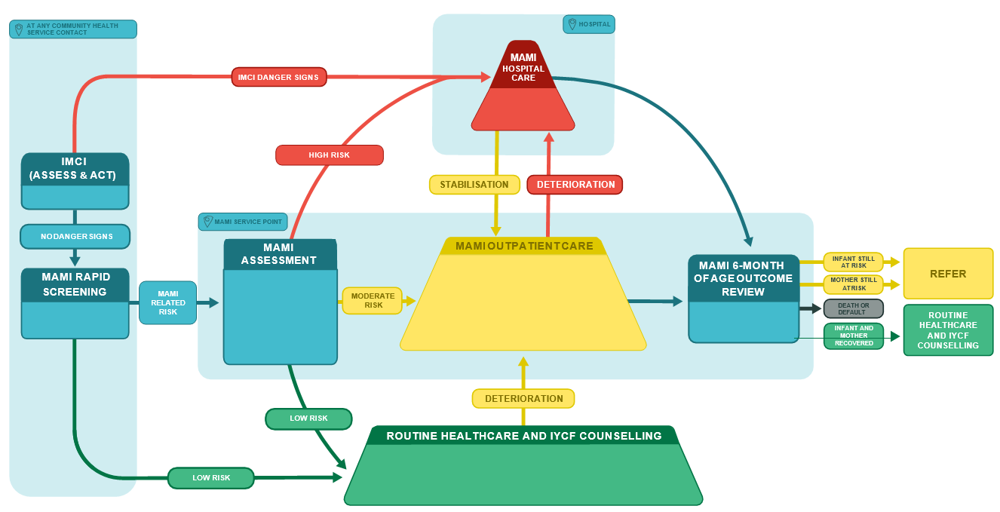 AT ANY COMMUNITY HEALTH
SERVICE CONTACT
HOSPITAL
MAMI
HOSPITAL
CARE
IMCI DANGER SIGNS
HIGH RISK
IMCI
(ASSESS & ACT)
STABILISATION
DETERIORATION
NO DANGER SIGNS
MAMI SERVICE POINT
MAMI
ASSESSMENT
MAMI OUTPATIENT CARE
MAMI RAPID
SCREENING
MAMI
RELATED
RISK
MODERATE
RISK
MAMI 6-MONTH
OF AGE OUTCOME
REVIEW
INFANT STILL
AT RISK
MOTHER STILL
AT RISK
REFER
DEATH OR
DEFAULT
INFANT AND
MOTHER
RECOVERED
ROUTINE
HEALTHCARE
AND IYCF
COUNSELLING
DETERIORATION
LOW RISK
ROUTINE HEALTHCARE AND IYCF COUNSELLING
LOW RISK